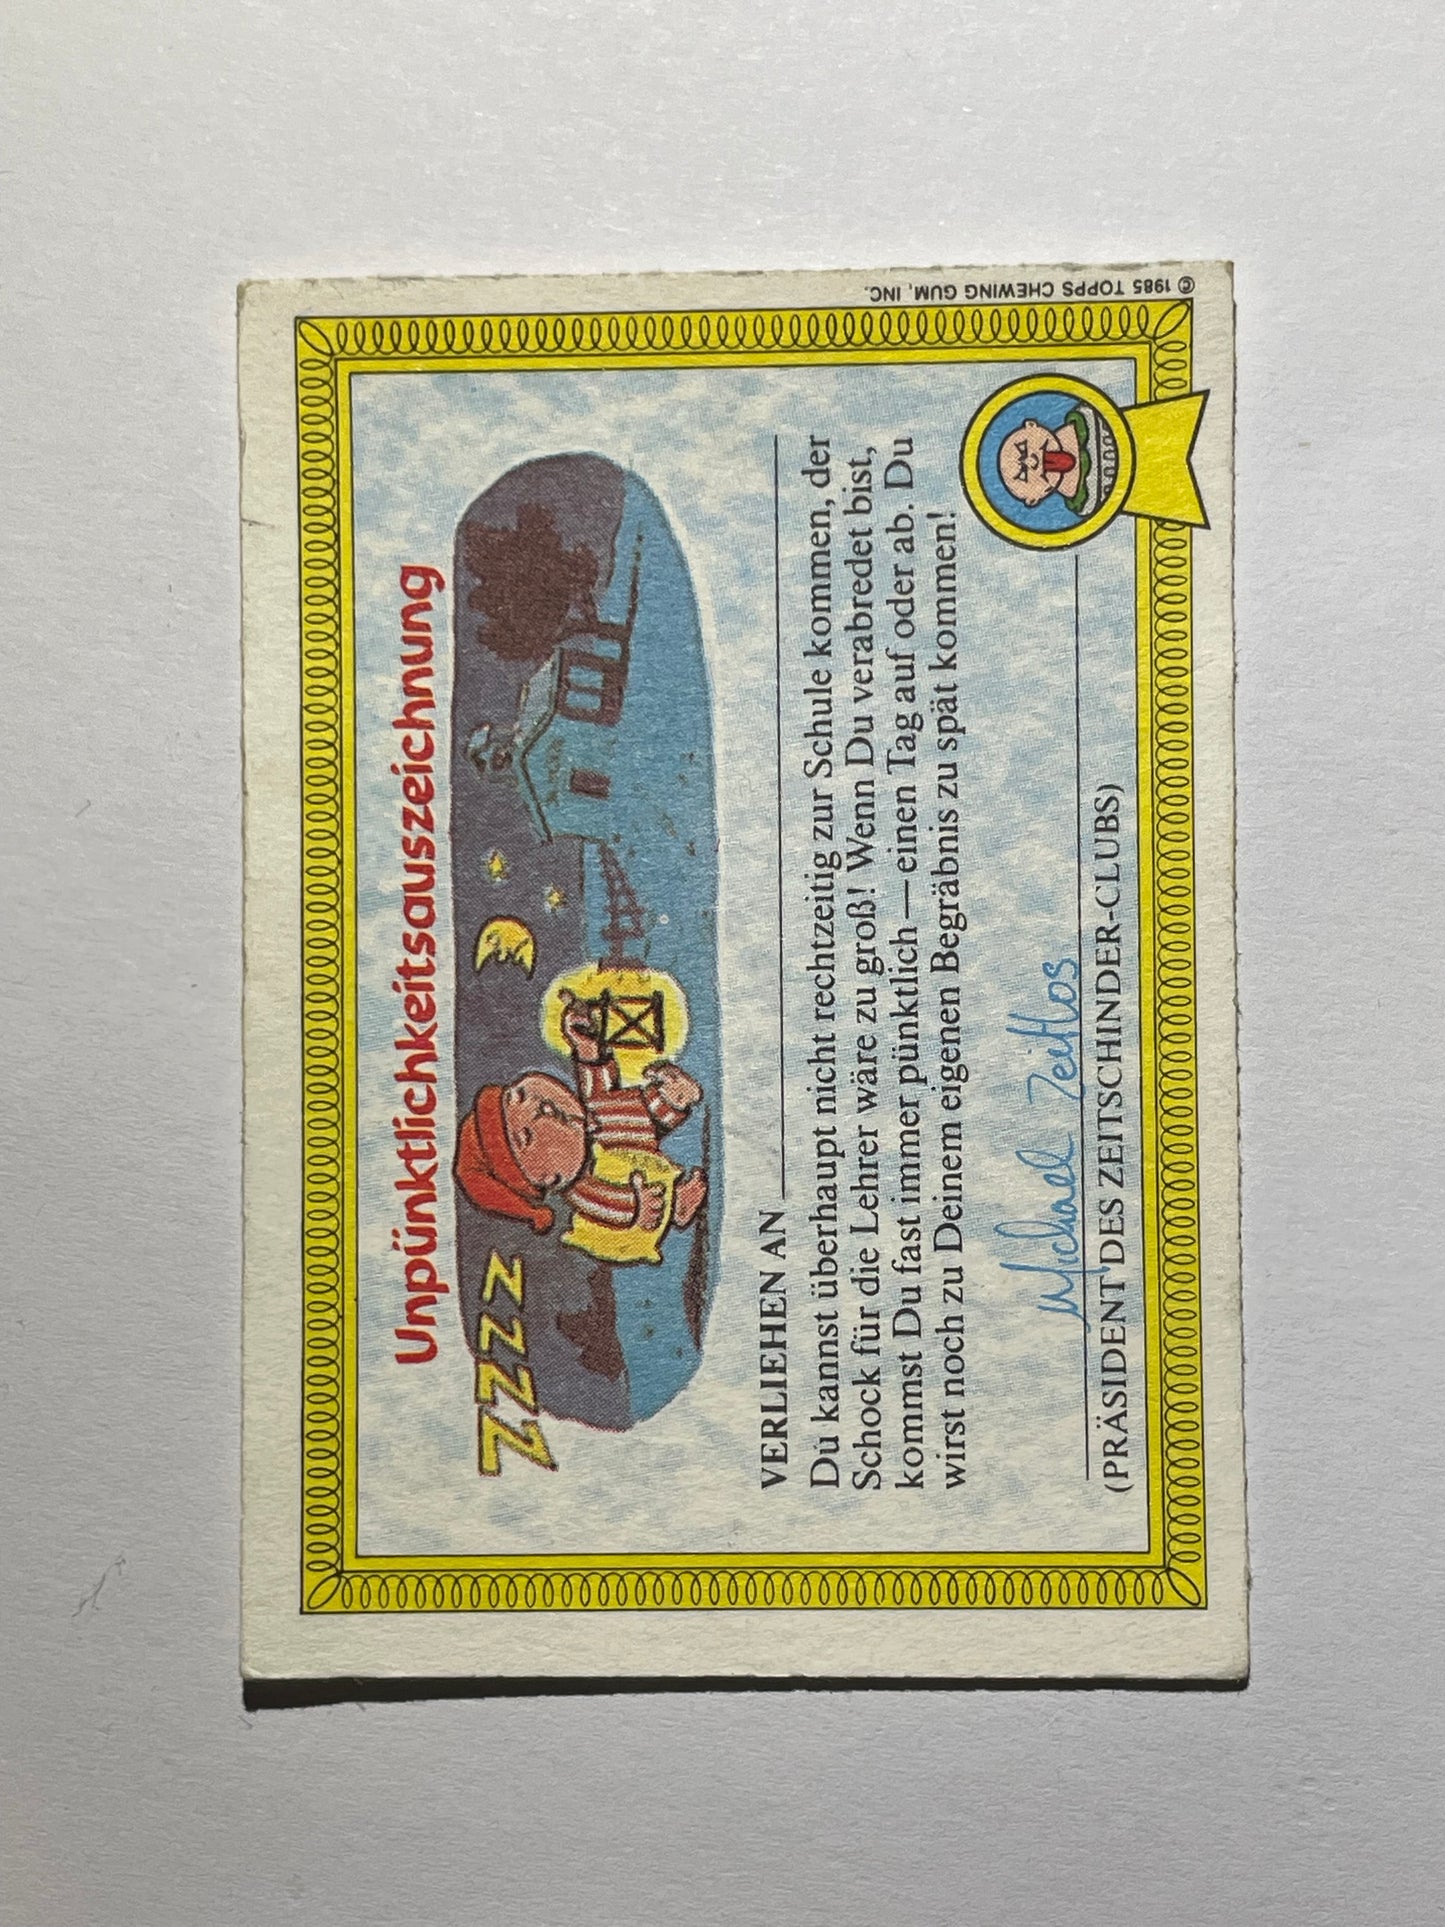 Unpünktlichkeitsauszeichnung
ZZZZ
VERLIEHEN AN
Du kannst überhaupt nicht rechtzeitig zur Schule kommen, der
Schock für die Lehrer wäre zu groß! Wenn Du verabredet bist,
kommst Du fast immer pünktlich—einen Tag auf oder ab. Du
wirst noch zu Deinem eigenen Begräbnis zu spät kommen!
Michael Zeitlos
(PRÄSIDENT DES ZEITSCHINDER-CLUBS)
© 1985 TOPPS CHEWING GUM, INC.